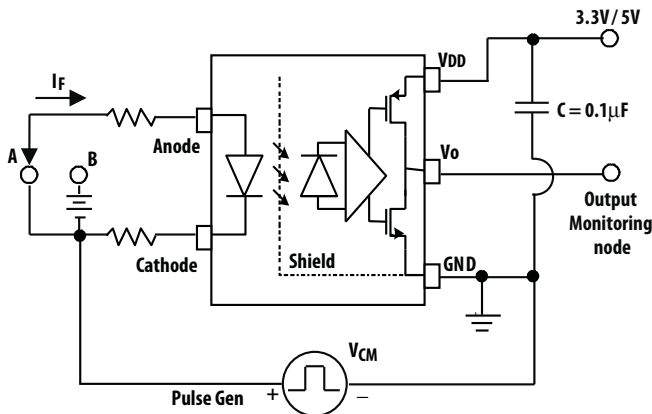 3.3V/5V
VDD
IF
C = 0.1µF
Anode
A
B
Vo
Output
Monitoring
node
Shield
GND
Cathode
VCM
Pulse Gen
+
−